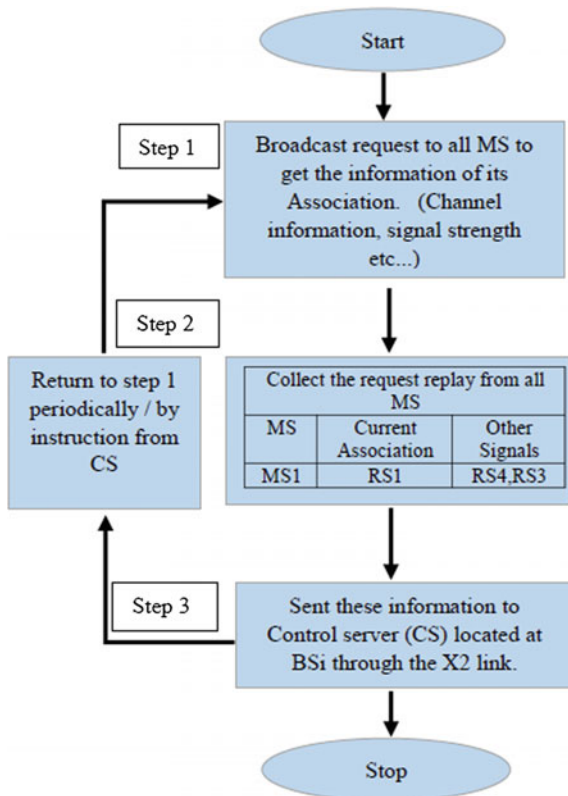 Start
Step 1
Broadcast request to all MS to
get the information of its
Association. (Channel
information, signal strength
etc...)
Step 2
Return to step 1
periodically / by
instruction from
CS
Collect the request replay from all
MS
MS Current Association Other Signals
MS1 RS1 RS4,RS3
Step 3
Sent these information to
Control server (CS) located at
BSi through the X2 link.
Stop